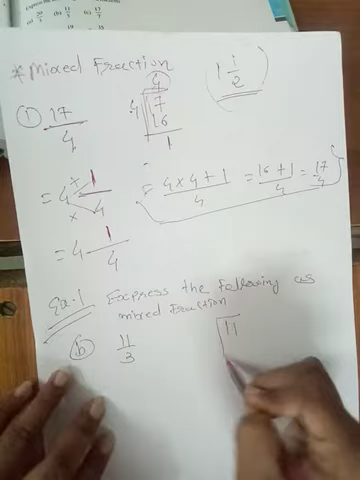 *Mixed Fraction
1 1/2
① 17/4
4
4 17
16
1
= 4 1/4
+
×
= 4×4+1/4 = 16+1/4 = 17/4
= 4 1/4
Ex.1 Express the following as
mixed Fraction
ⓑ 11/3
11